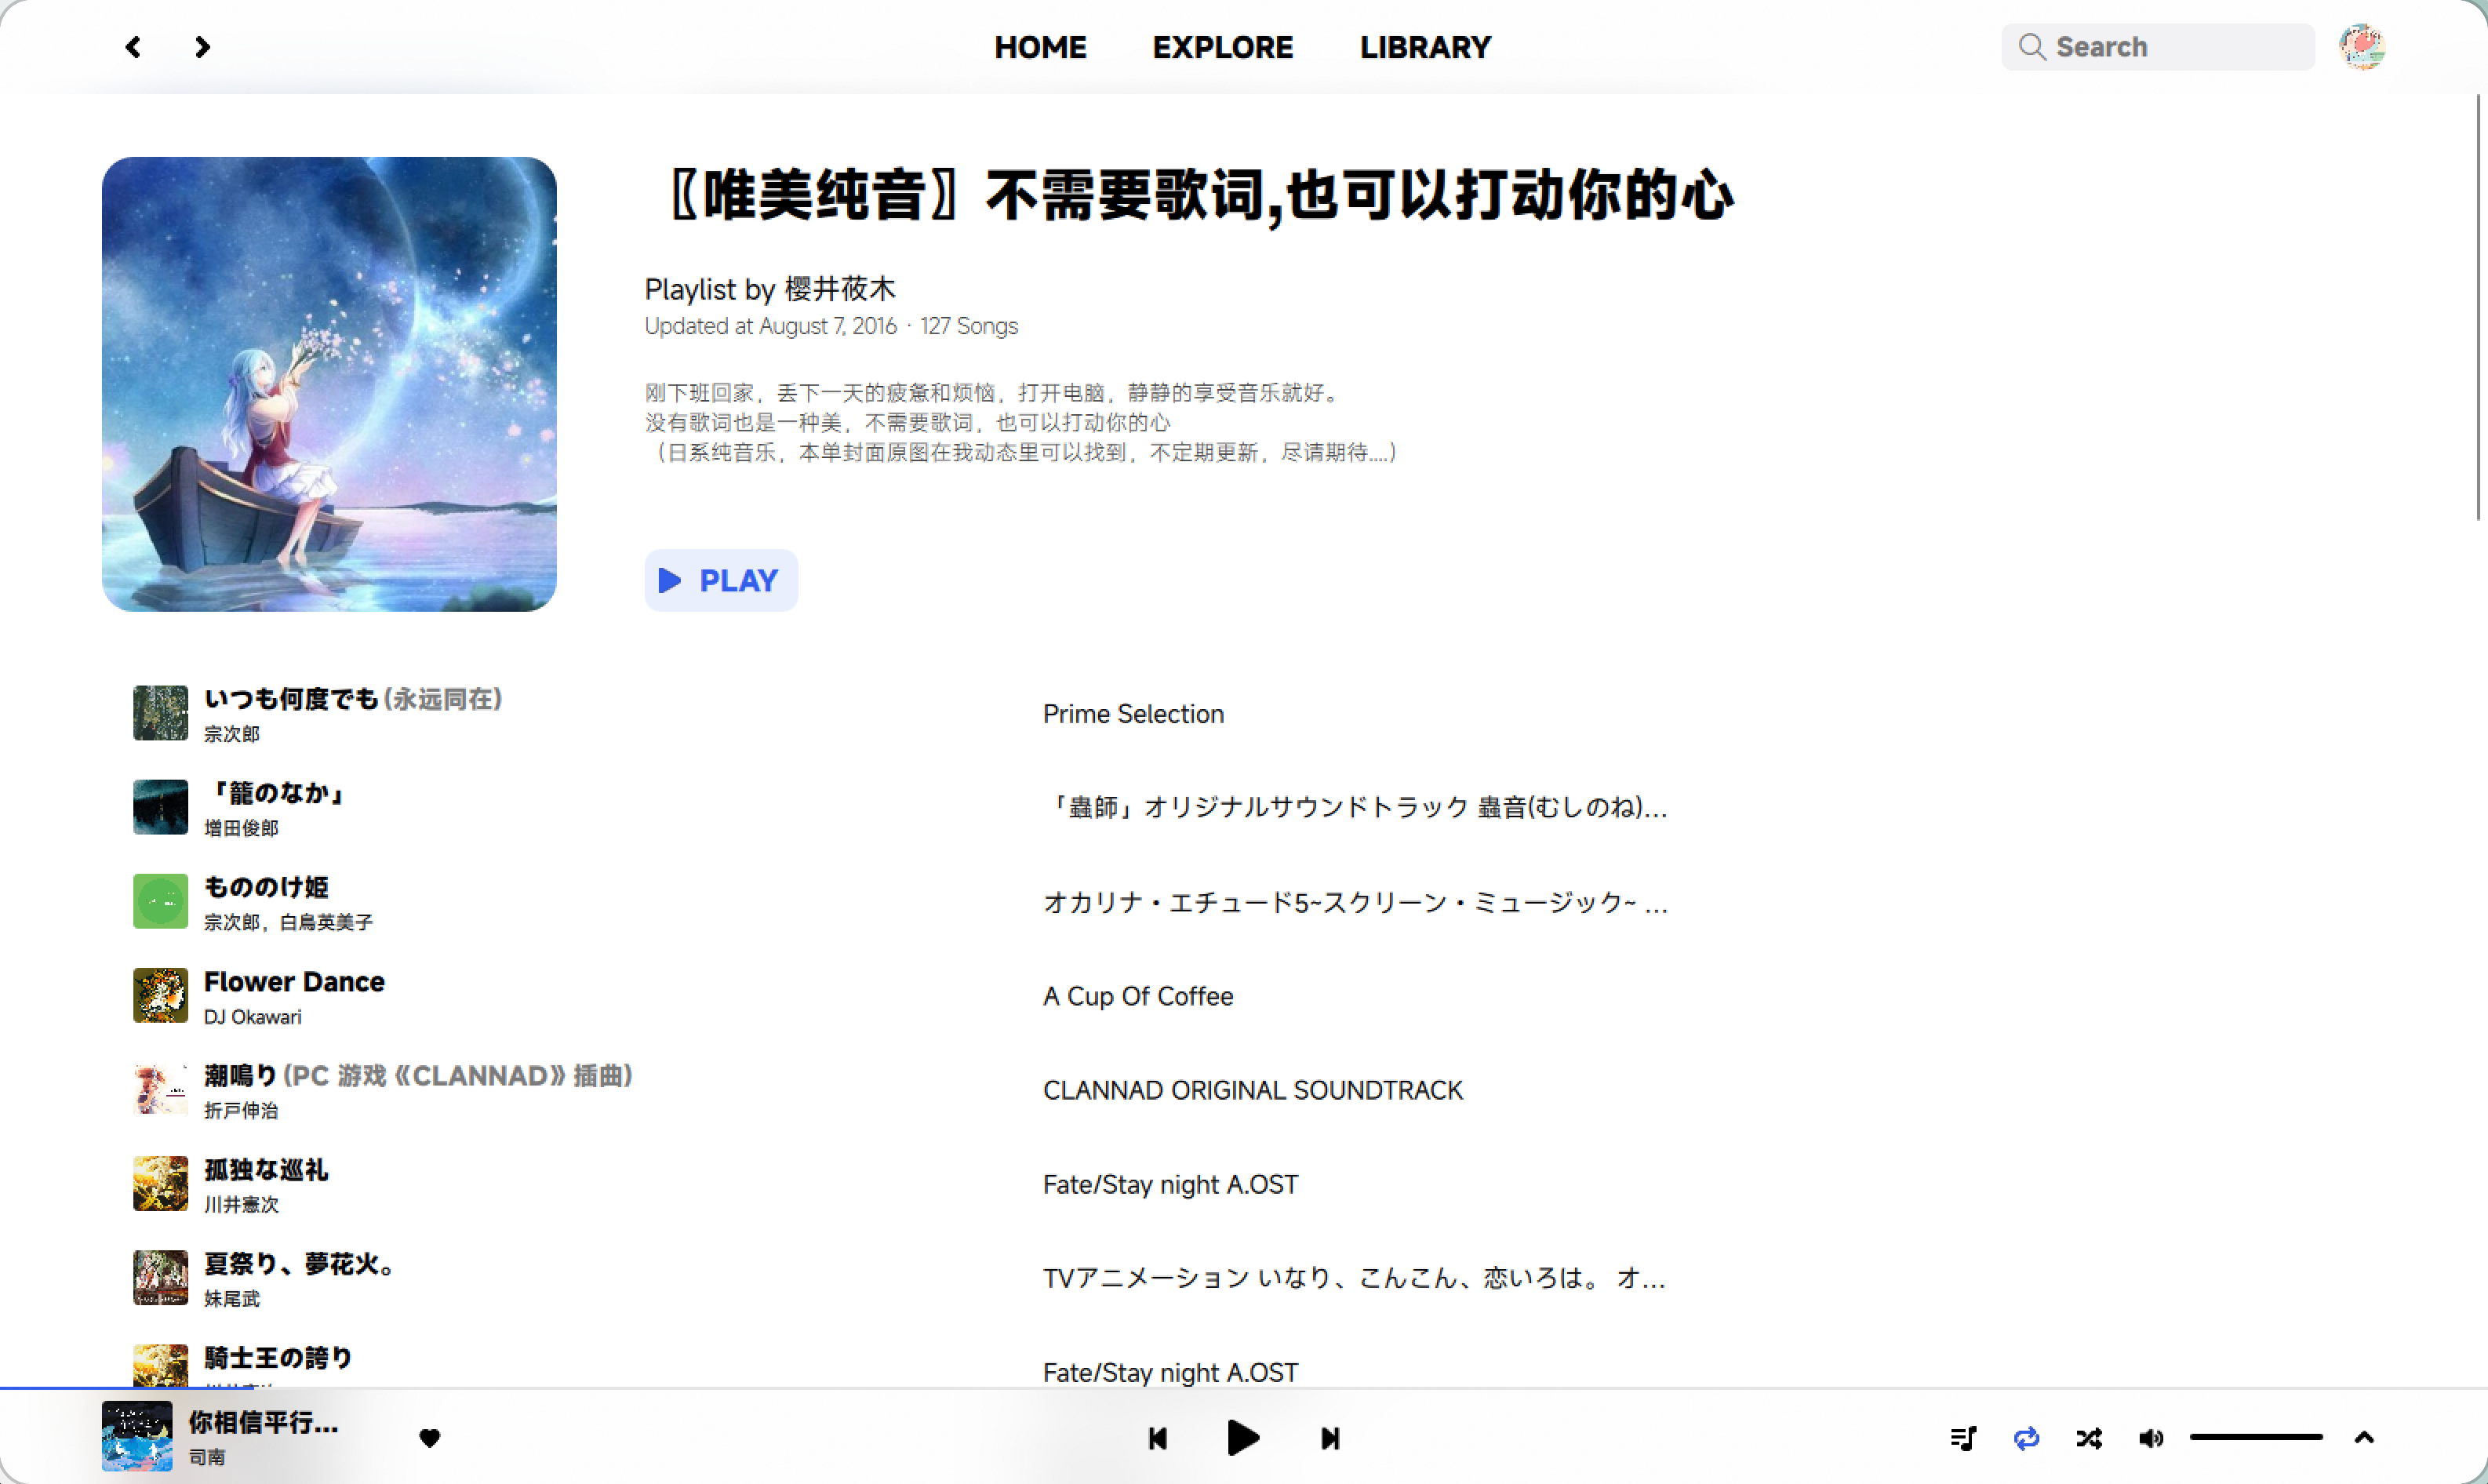 HOME EXPLORE LIBRARY Search
〖唯美纯音〗不需要歌词,也可以打动你的心
Playlist by 樱井莜木
Updated at August 7, 2016 · 127 Songs
刚下班回家，丢下一天的疲惫和烦恼，打开电脑，静静的享受音乐就好。
没有歌词也是一种美，不需要歌词，也可以打动你的心
（日系纯音乐，本单封面原图在我动态里可以找到，不定期更新，尽请期待....）
PLAY
いつも何度でも (永远同在)
宗次郎
Prime Selection
「籠のなか」
増田俊郎
「蟲師」オリジナルサウンドトラック 蟲音(むしのね)...
もののけ姫
宗次郎，白鳥英美子
オカリナ・エチュード5~スクリーン・ミュージック~ ...
Flower Dance
DJ Okawari
A Cup Of Coffee
潮鳴り (PC 游戏《CLANNAD》插曲)
折戸伸治
CLANNAD ORIGINAL SOUNDTRACK
孤独な巡礼
川井憲次
Fate/Stay night A.OST
夏祭り、夢花火。
妹尾武
TVアニメーション いなり、こんこん、恋いろは。 オ...
騎士王の誇り
Fate/Stay night A.OST
你相信平行...
司南